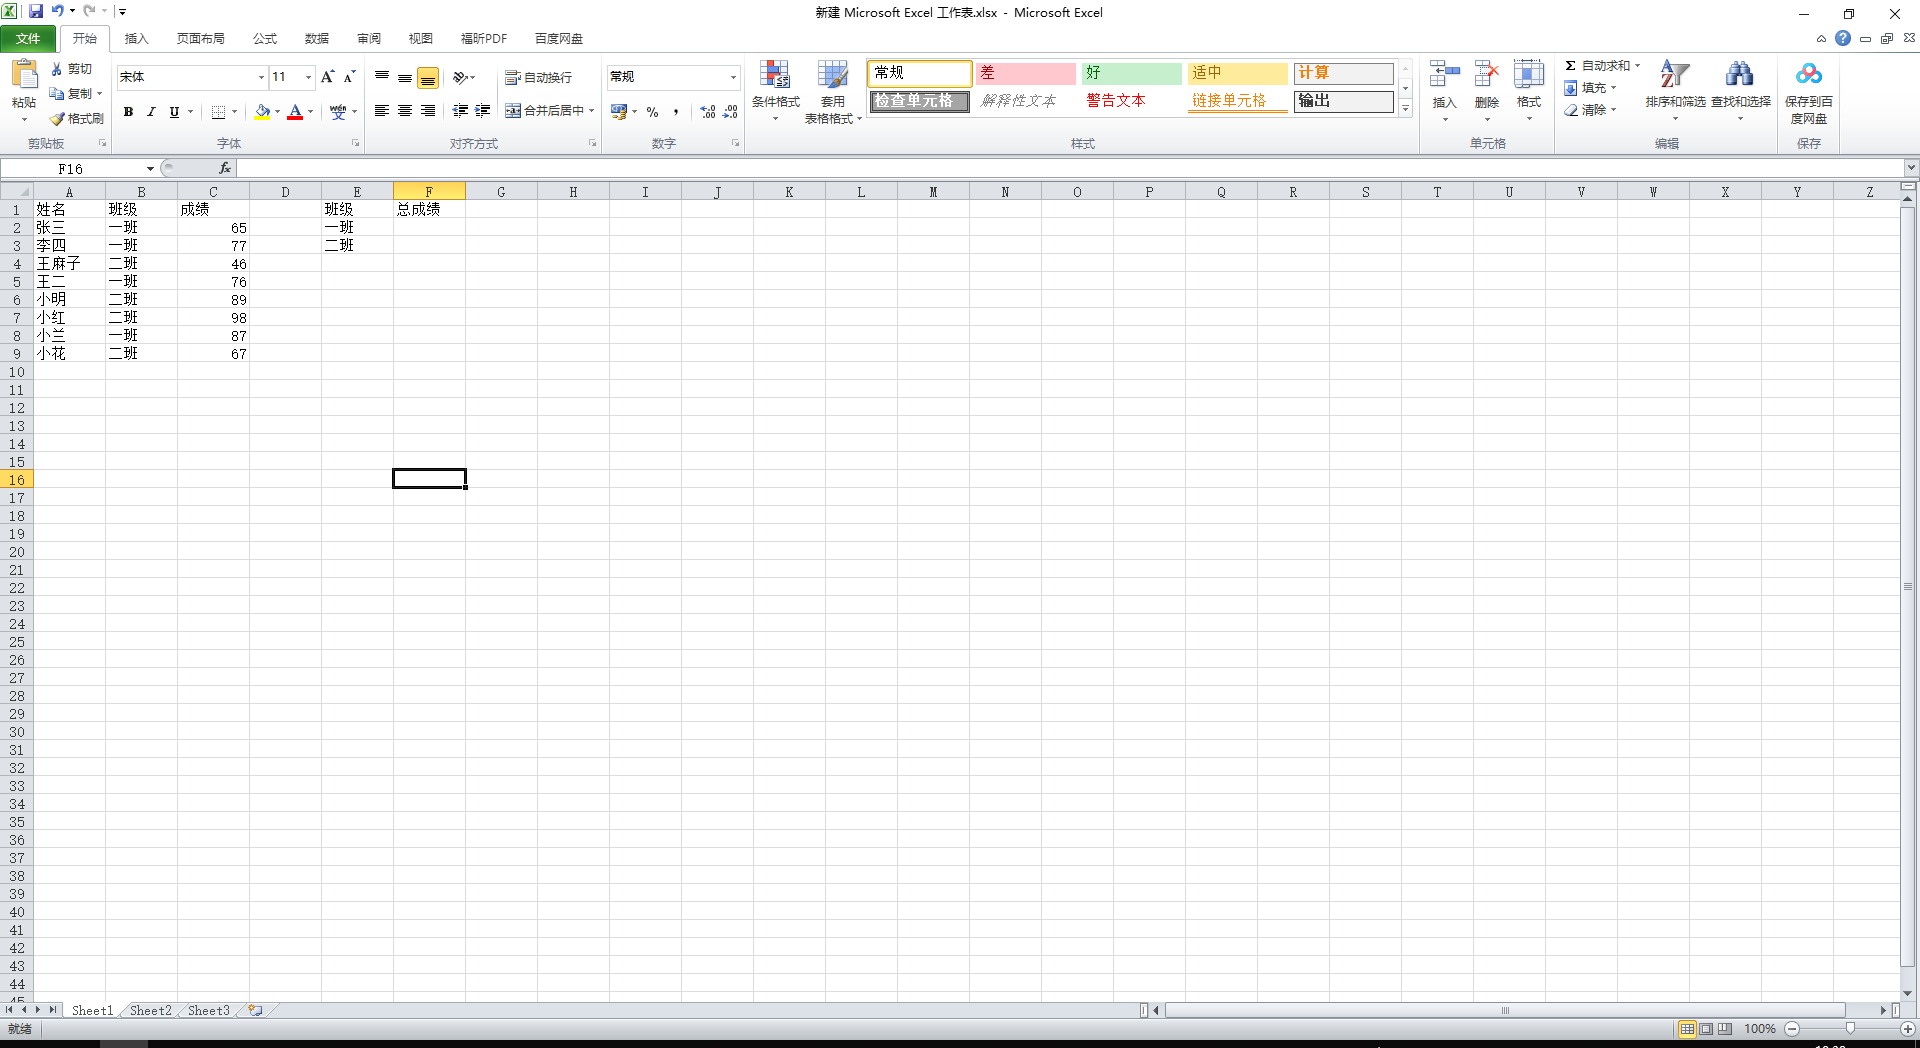 新建 Microsoft Excel 工作表.xlsx - Microsoft Excel
文件 开始 插入 页面布局 公式 数据 审阅 视图 福昕PDF 百度网盘
粘贴 剪切 复制 格式刷 剪贴板
宋体 11 B I U 字体
自动换行 合并后居中 对齐方式
常规 % 数字
条件格式 套用 表格格式
常规 差 好 适中 计算
检查单元格 解释性文本 警告文本 链接单元格 输出
样式
插入 删除 格式 单元格
Σ 自动求和 填充 清除 排序和筛选 查找和选择 编辑
保存到百度网盘 保存
F16 fx
A B C D E F G H I J K L M N O P Q R S T U V W X Y Z
1 姓名 班级 成绩 班级 总成绩
2 张三 一班 65 一班
3 李四 一班 77 二班
4 王麻子 二班 46
5 王二 一班 76
6 小明 二班 89
7 小红 二班 98
8 小兰 一班 87
9 小花 二班 67
10
11
12
13
14
15
16
17
18
19
20
21
22
23
24
25
26
27
28
29
30
31
32
33
34
35
36
37
38
39
40
41
42
43
44
45
Sheet1 Sheet2 Sheet3
就绪 100%